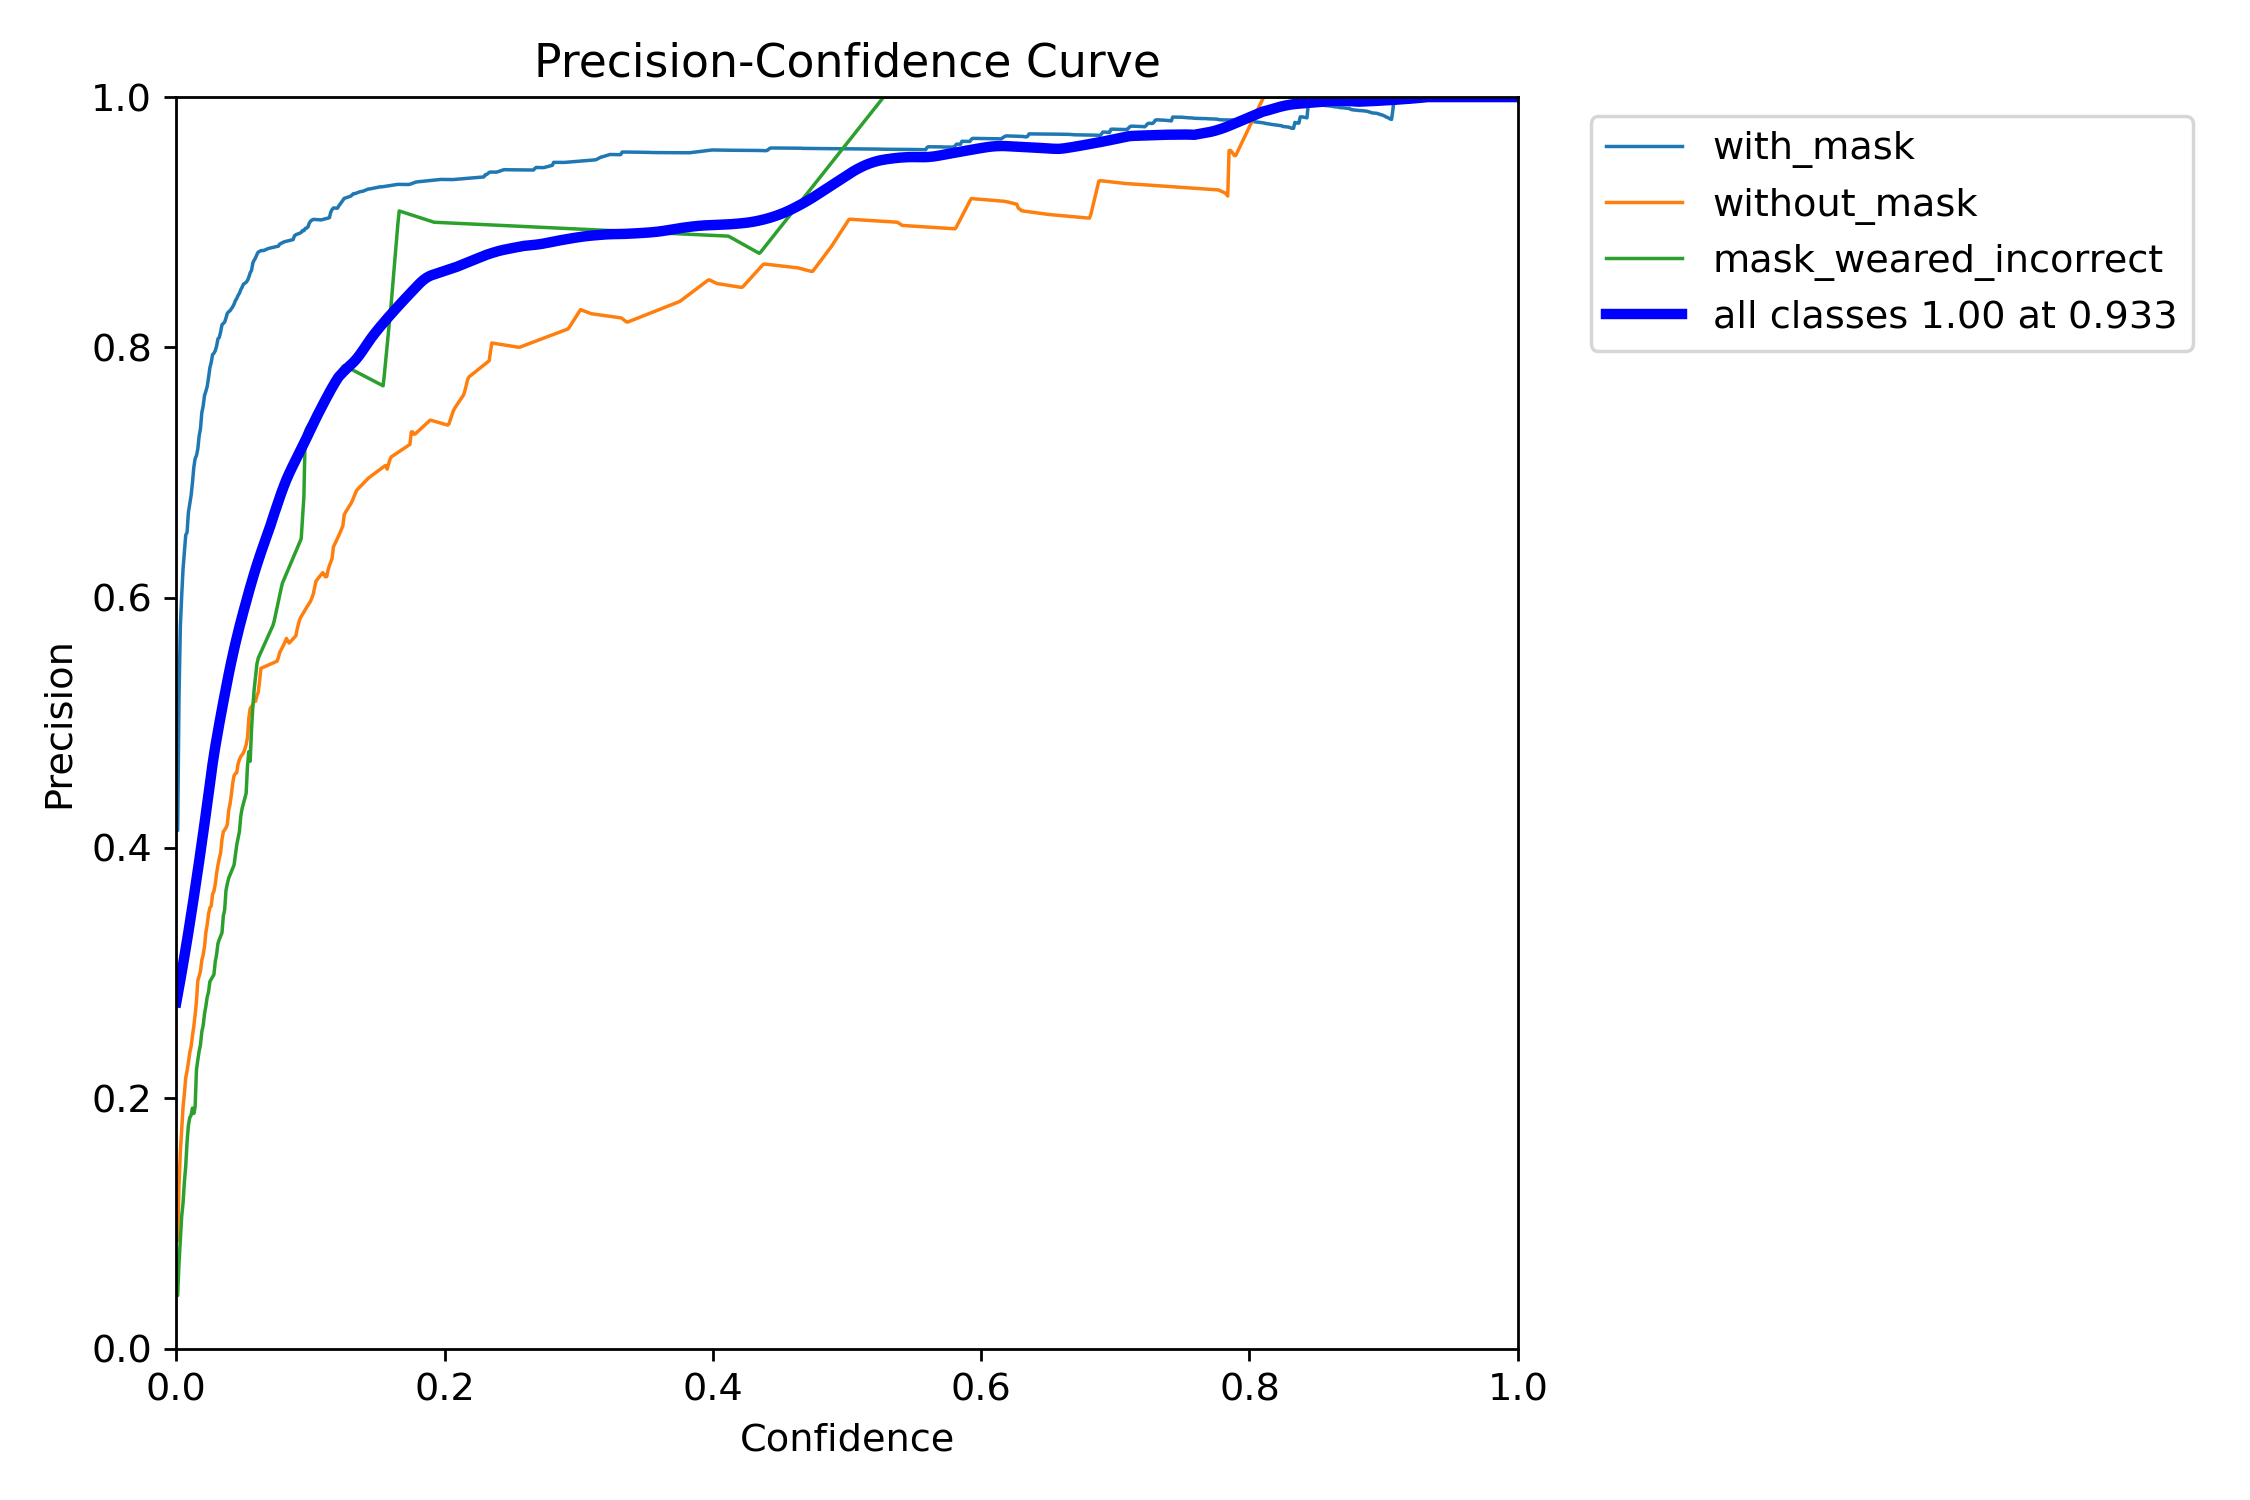 Precision-Confidence Curve
1.0
0.8
0.6
0.4
0.2
0.0
Precision
0.0 0.2 0.4 0.6 0.8 1.0
Confidence
with_mask
without_mask
mask_weared_incorrect
all classes 1.00 at 0.933